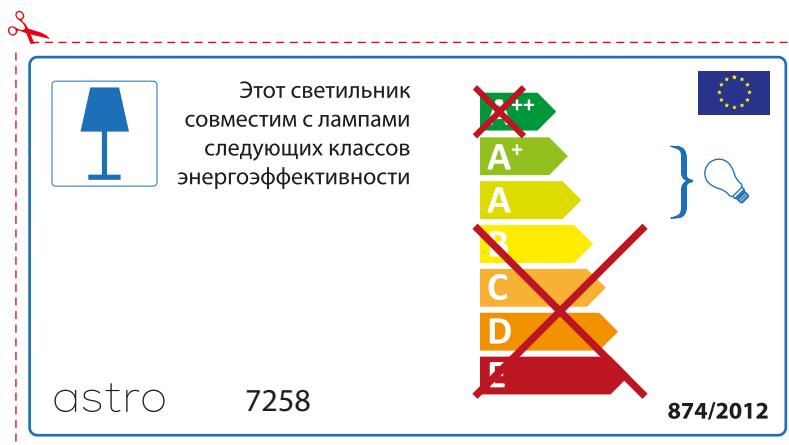 Этот светильник
совместим с лампами
следующих классов
энергоэффективности
A++
A+
A
B
C
D
E
astro
7258
874/2012